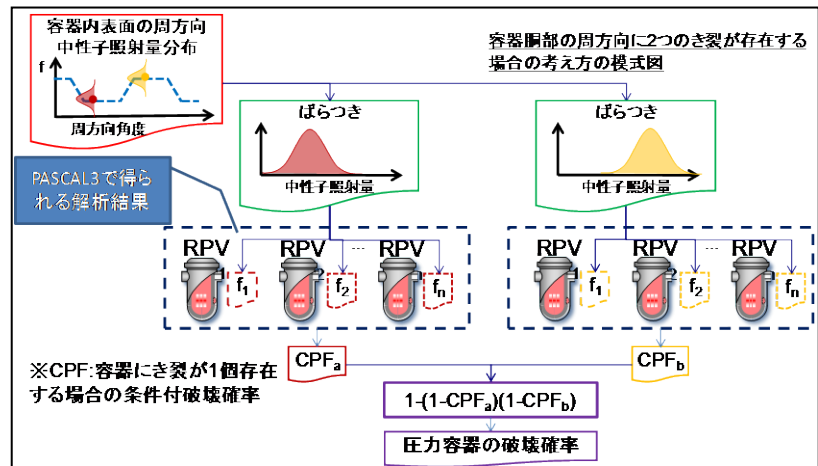 容器内表面の周方向
中性子照射量分布
f
周方向角度
容器胴部の周方向に2つのき裂が存在する
場合の考え方の模式図
ばらつき
中性子照射量
ばらつき
中性子照射量
PASCAL3で得ら
れる解析結果
RPV RPV ... RPV
f1 f2 fn
RPV RPV ... RPV
f1 f2 fn
CPFa
CPFb
※CPF:容器にき裂が1個存在
する場合の条件付破壊確率
1-(1-CPFa)(1-CPFb)
圧力容器の破壊確率